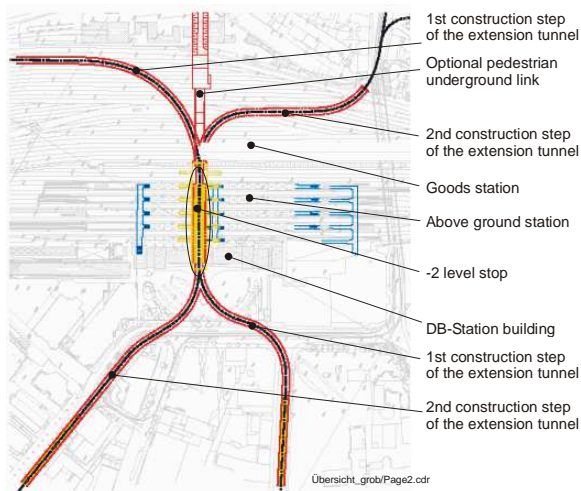 1st construction step
of the extension tunnel
Optional pedestrian
underground link
2nd construction step
of the extension tunnel
Goods station
Above ground station
-2 level stop
DB-Station building
1st construction step
of the extension tunnel
2nd construction step
of the extension tunnel
Übersicht_grob/Page2.cdr